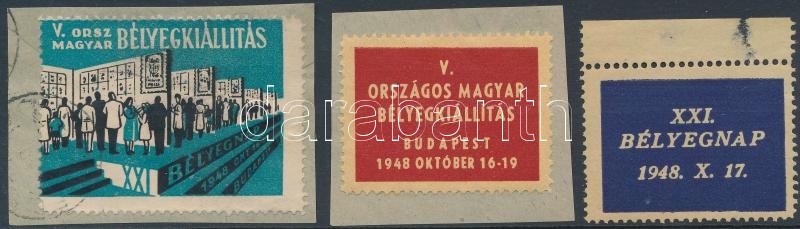 V. ORSZ
MAGYAR BÉLYEGKIÁLLÍTÁS
XXI
BÉLYEGNAP
1948 OKT
BUDAPEST
V.
ORSZÁGOS MAGYAR
BÉLYEGKIÁLLÍTÁS
BUDAPEST
1948 OKTÓBER 16-19
XXI.
BÉLYEGNAP
1948. X. 17.
darabanth